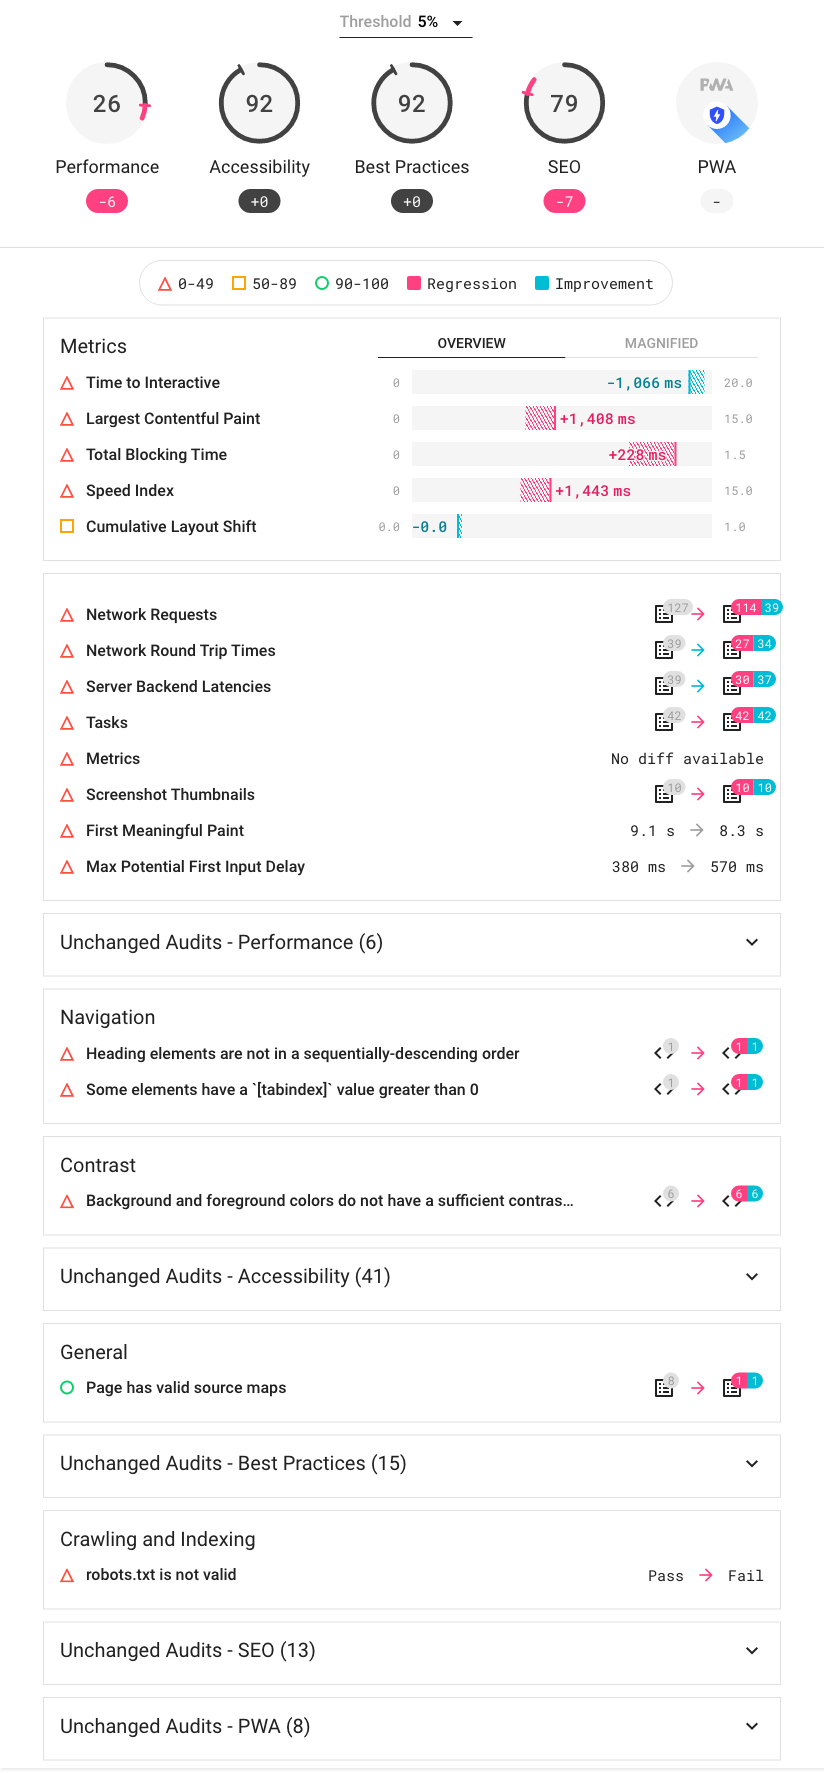 Threshold 5%
26 92 92 79 PWA
Performance Accessibility Best Practices SEO PWA
-6 +0 +0 -7 -
0-49 50-89 90-100 Regression Improvement
Metrics OVERVIEW MAGNIFIED
Time to Interactive 0 -1,066 ms 20.0
Largest Contentful Paint 0 +1,408 ms 15.0
Total Blocking Time 0 +228 ms 1.5
Speed Index 0 +1,443 ms 15.0
Cumulative Layout Shift 0.0 -0.0 1.0
Network Requests 127 114 39
Network Round Trip Times 39 27 34
Server Backend Latencies 39 30 37
Tasks 42 42 42
Metrics No diff available
Screenshot Thumbnails 10 10 10
First Meaningful Paint 9.1 s → 8.3 s
Max Potential First Input Delay 380 ms → 570 ms
Unchanged Audits - Performance (6)
Navigation
Heading elements are not in a sequentially-descending order 1 1 1
Some elements have a `[tabindex]` value greater than 0 1 1 1
Contrast
Background and foreground colors do not have a sufficient contras… 6 6 6
Unchanged Audits - Accessibility (41)
General
Page has valid source maps 8 1 1
Unchanged Audits - Best Practices (15)
Crawling and Indexing
robots.txt is not valid Pass → Fail
Unchanged Audits - SEO (13)
Unchanged Audits - PWA (8)